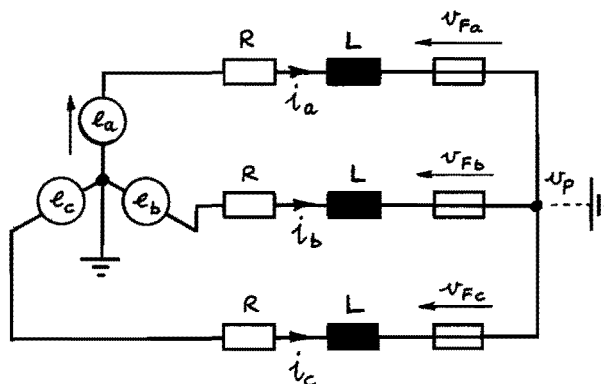 v_Fa
R L
i_a
e_a
v_Fb
R L v_P
e_c e_b
i_b
v_Fc
R L
i_c